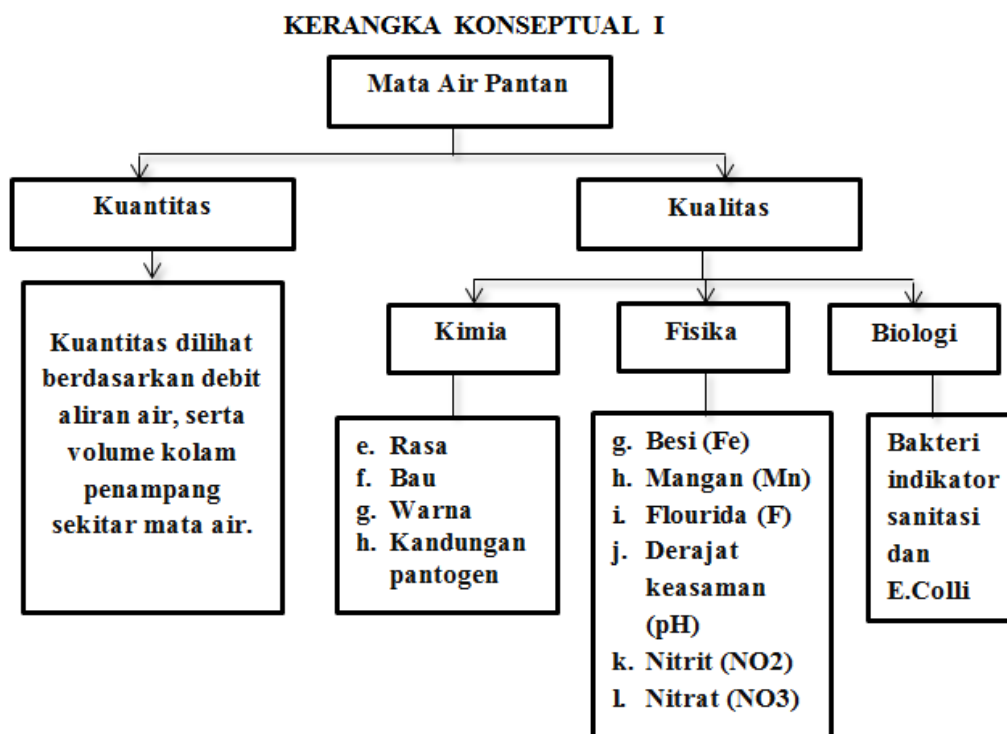 KERANGKA KONSEPTUAL I
Mata Air Pantan
Kuantitas
Kualitas
Kuantitas dilihat
berdasarkan debit
aliran air, serta
volume kolam
penampang
sekitar mata air.
Kimia
Fisika
Biologi
e. Rasa
f. Bau
g. Warna
h. Kandungan
pantogen
g. Besi (Fe)
h. Mangan (Mn)
i. Flourida (F)
j. Derajat
keasaman
(pH)
k. Nitrit (NO2)
l. Nitrat (NO3)
Bakteri
indikator
sanitasi
dan
E.Colli